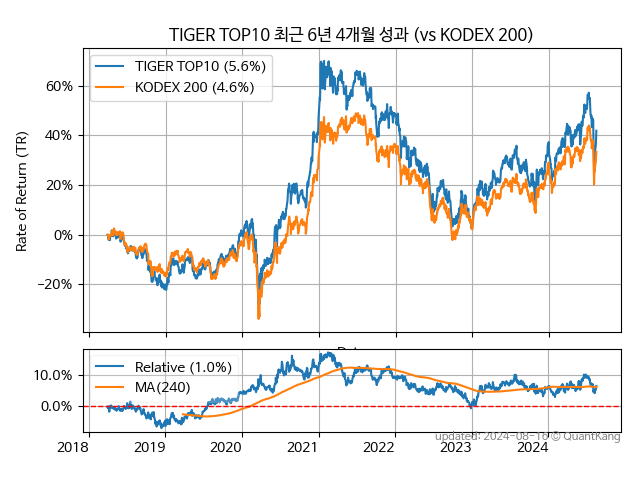 TIGER TOP10 최근 6년 4개월 성과 (vs KODEX 200)
TIGER TOP10 (5.6%)
KODEX 200 (4.6%)
Rate of Return (TR)
60%
40%
20%
0%
−20%
Relative (1.0%)
MA(240)
10.0%
0.0%
2018 2019 2020 2021 2022 2023 2024
updated: 2024-08-16 © QuantKang